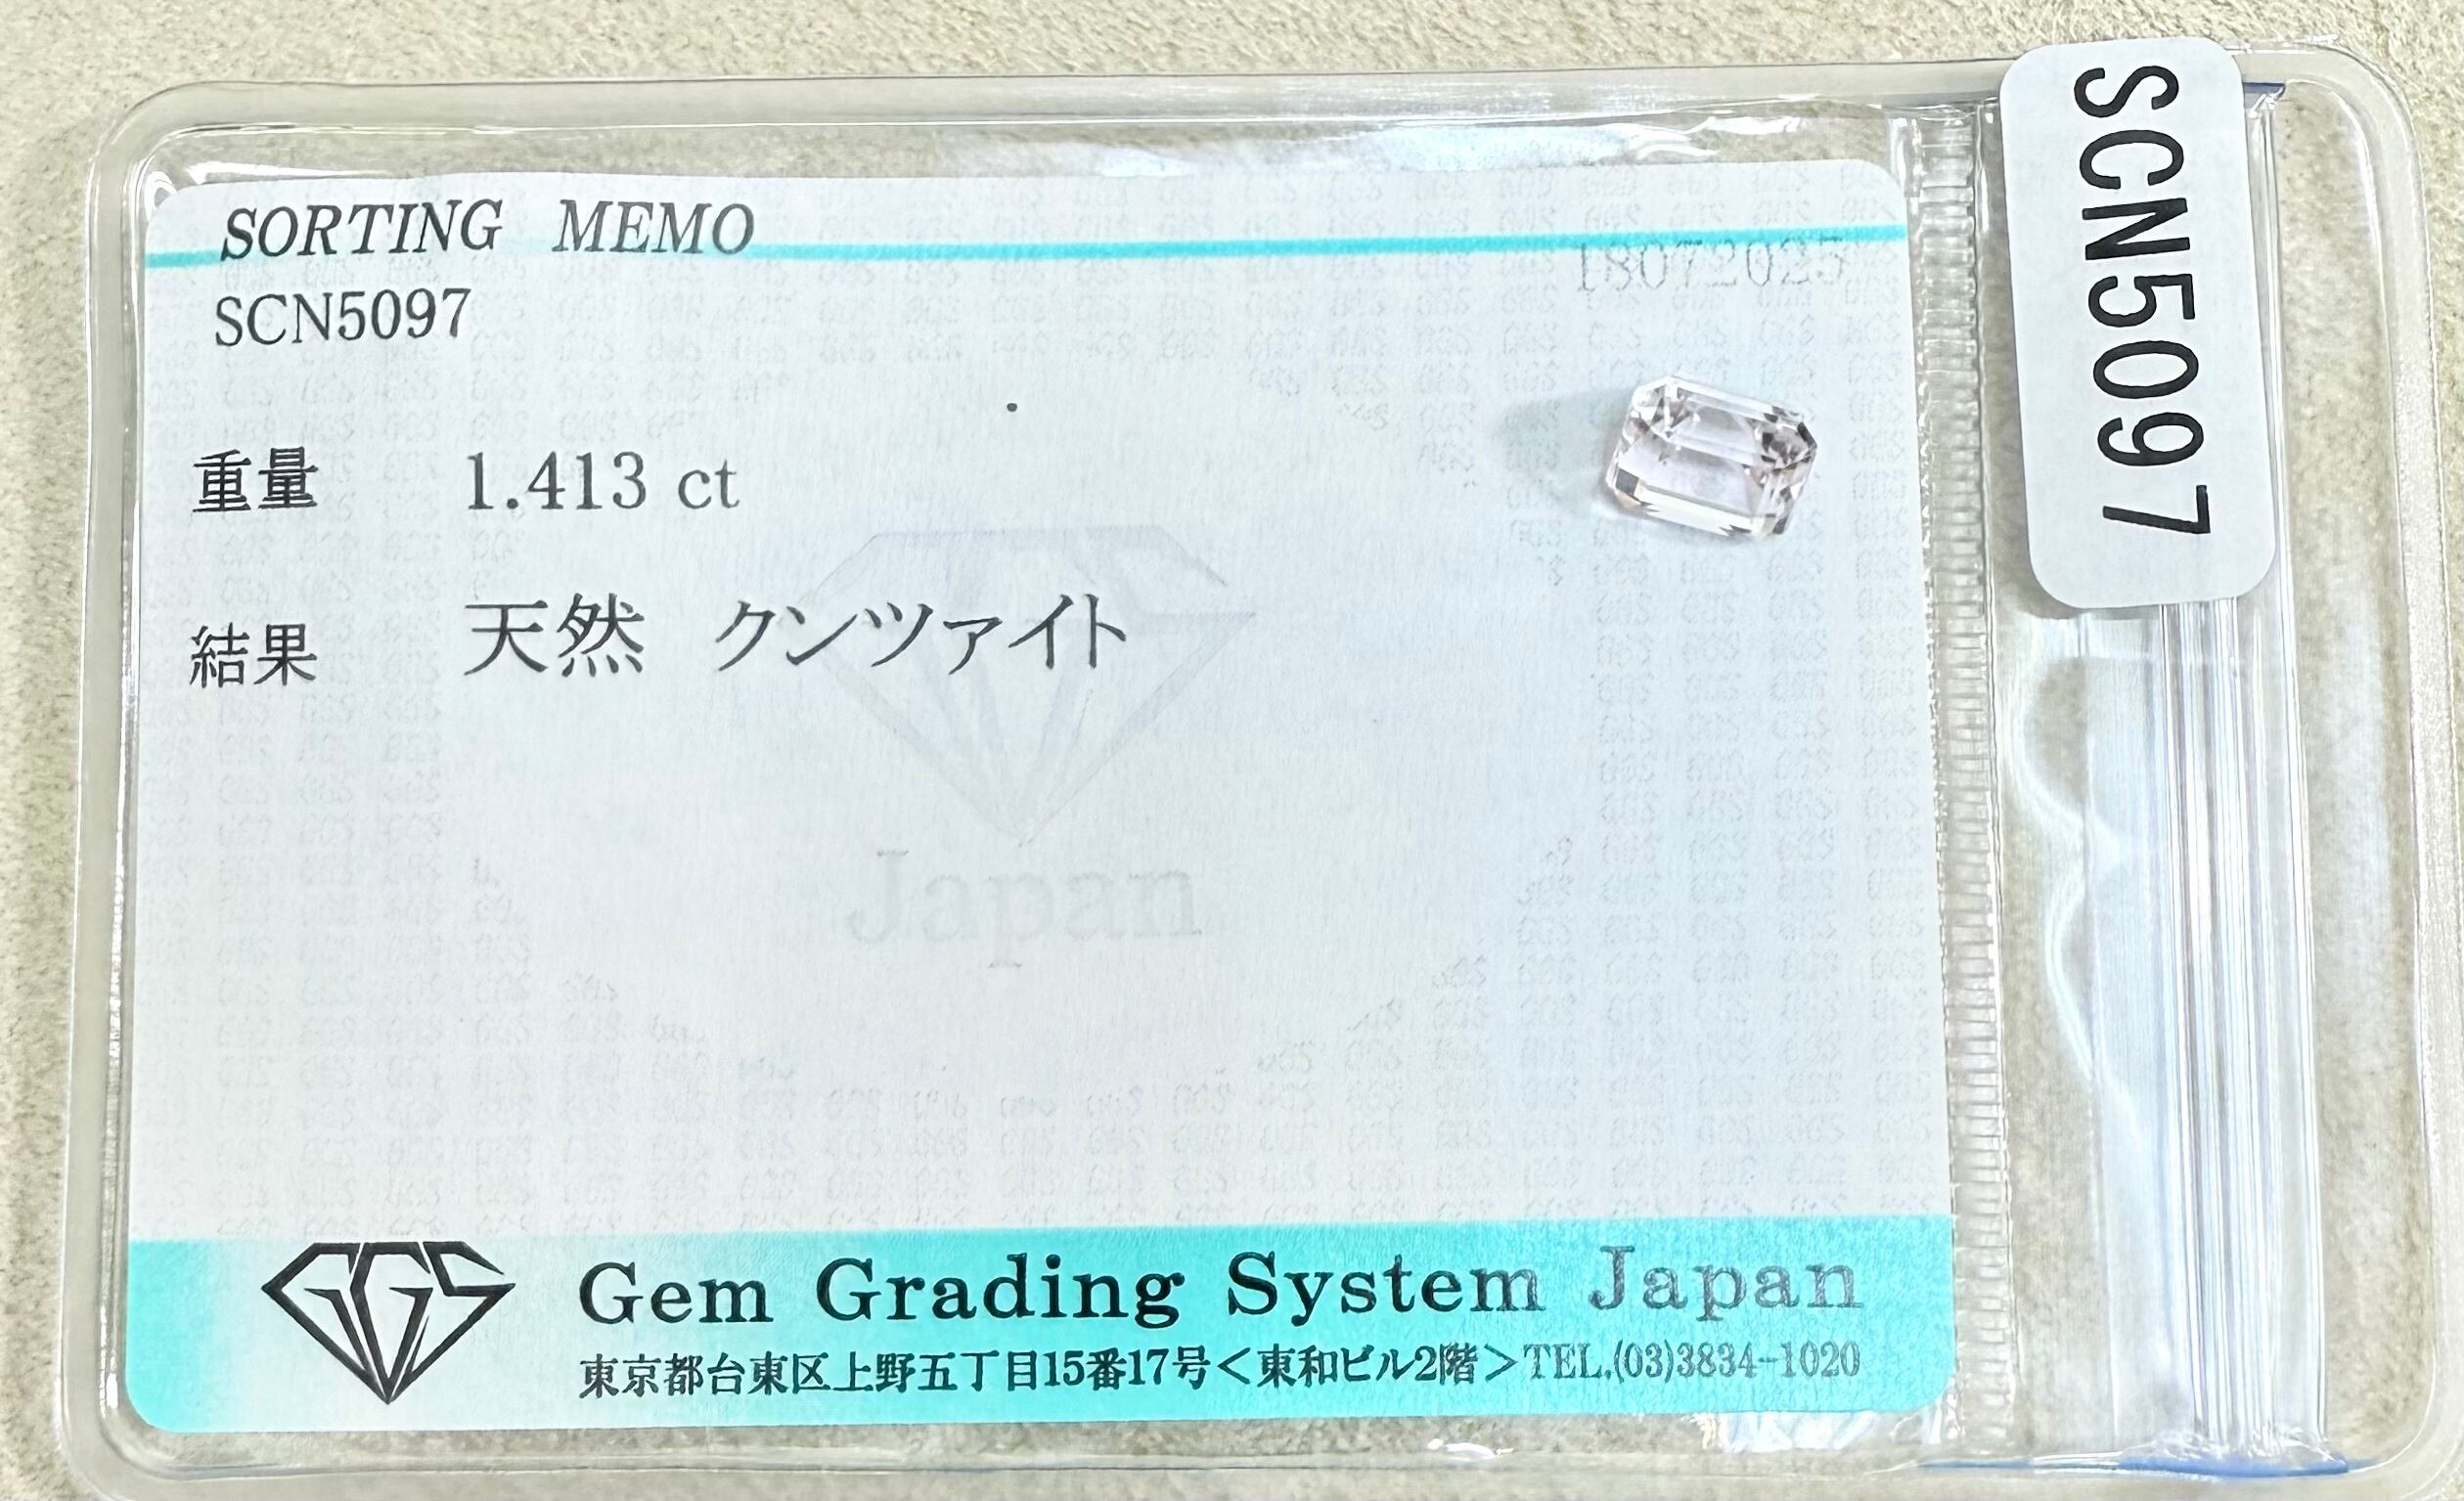 SORTING MEMO
18072025
SCN5097
重量 1.413 ct
結果 天然 クンツァイト
Japan
GGS
Gem Grading System Japan
東京都台東区上野五丁目15番17号＜東和ビル2階＞TEL.(03)3834-1020
SCN5097